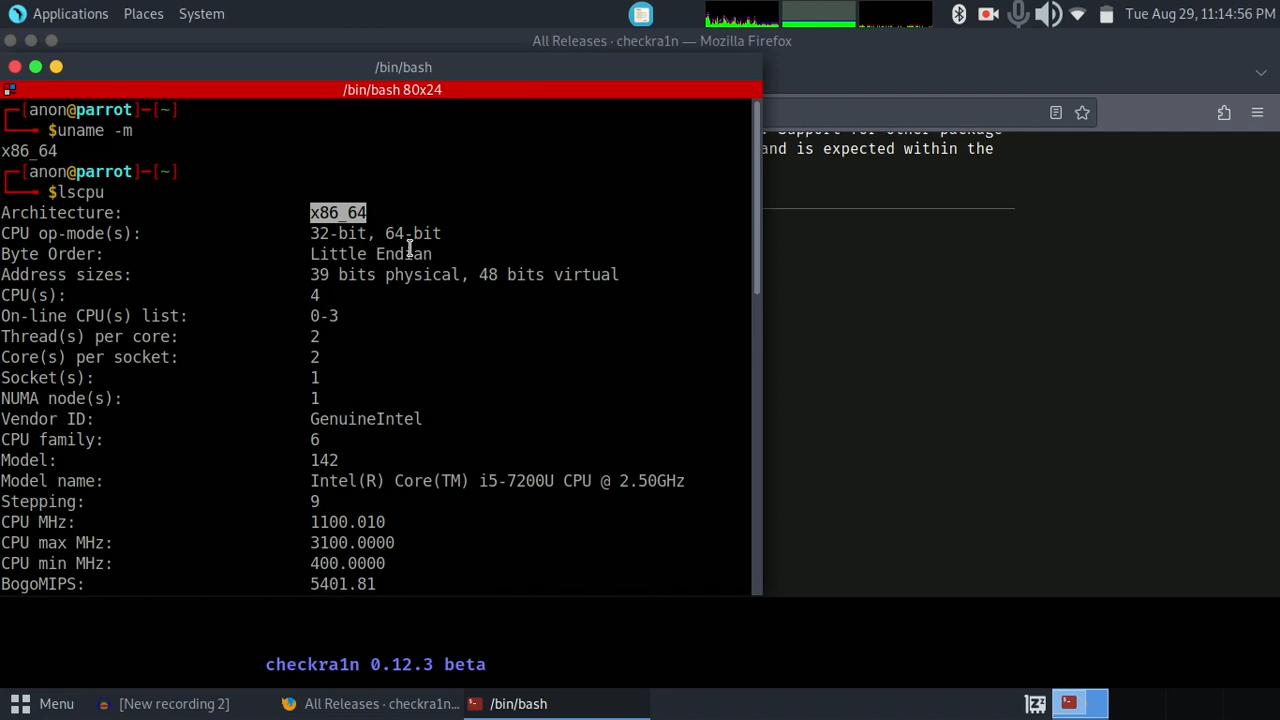 Applications Places System
Tue Aug 29, 11:14:56 PM
All Releases · checkra1n — Mozilla Firefox
/bin/bash
/bin/bash 80x24
[anon@parrot]─[~]
$uname -m
x86_64
[anon@parrot]─[~]
$lscpu
Architecture: x86_64
CPU op-mode(s): 32-bit, 64-bit
Byte Order: Little Endian
Address sizes: 39 bits physical, 48 bits virtual
CPU(s): 4
On-line CPU(s) list: 0-3
Thread(s) per core: 2
Core(s) per socket: 2
Socket(s): 1
NUMA node(s): 1
Vendor ID: GenuineIntel
CPU family: 6
Model: 142
Model name: Intel(R) Core(TM) i5-7200U CPU @ 2.50GHz
Stepping: 9
CPU MHz: 1100.010
CPU max MHz: 3100.0000
CPU min MHz: 400.0000
BogoMIPS: 5401.81
. Support for other package
and is expected within the
checkra1n 0.12.3 beta
Menu [New recording 2] All Releases · checkra1n... /bin/bash